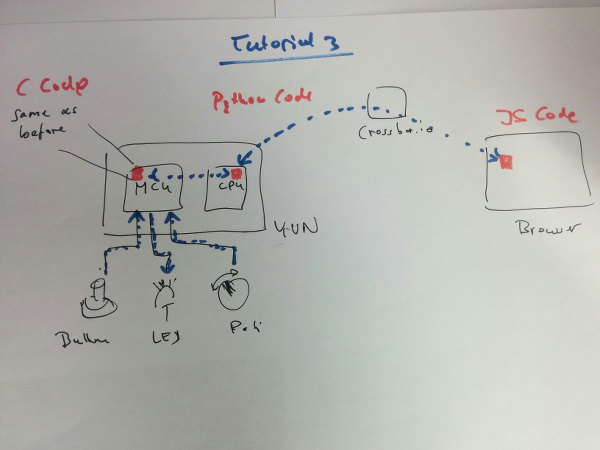 Tutorial 3
C Code
same as
before
Python Code
Crossbar.io
JS Code
MCU
CPU
YUN
Browser
Button
LED
Poti